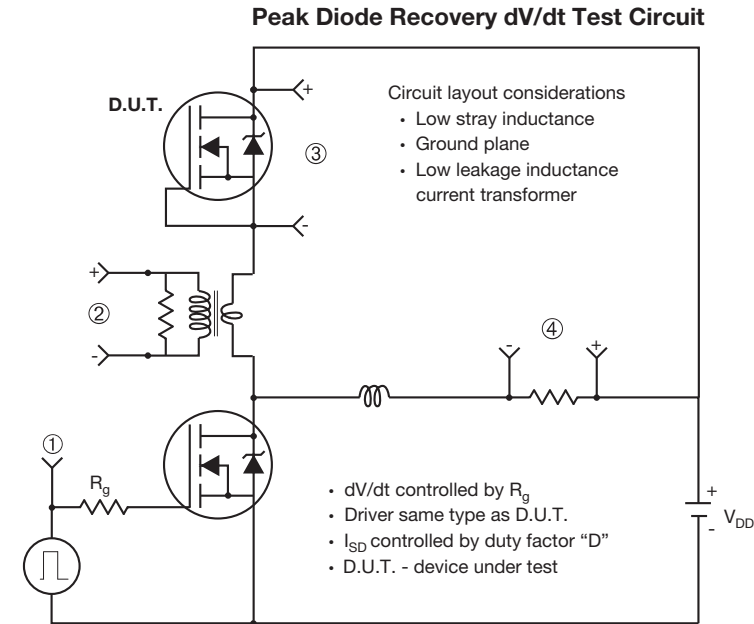 Peak Diode Recovery dV/dt Test Circuit
D.U.T.
+
-
③
Circuit layout considerations
• Low stray inductance
• Ground plane
• Low leakage inductance
current transformer
+
②
-
④
-
+
①
Rg
• dV/dt controlled by Rg
• Driver same type as D.U.T.
• ISD controlled by duty factor “D”
• D.U.T. - device under test
+
-
VDD